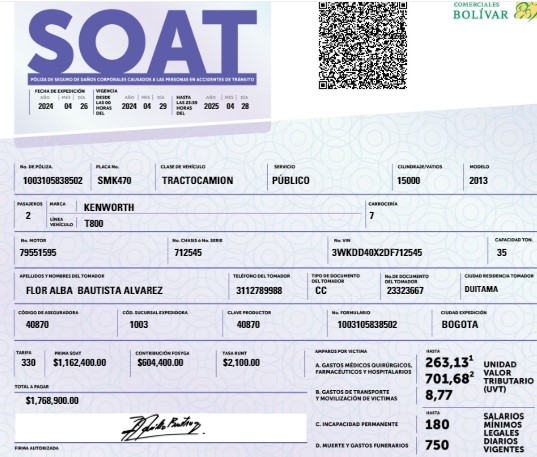 COMERCIALES
BOLÍVAR
SOAT
PÓLIZA DE SEGURO DE DAÑOS CORPORALES CAUSADOS A LAS PERSONAS EN ACCIDENTES DE TRÁNSITO
FECHA DE EXPEDICIÓN
AÑO MES DÍA
2024 04 26
VIGENCIA
DESDE LAS 00 HORAS DEL
AÑO MES DÍA
2024 04 29
HASTA LAS 23:59 HORAS DEL
AÑO MES DÍA
2025 04 28
No. DE PÓLIZA. PLACA No. CLASE DE VEHÍCULO SERVICIO CILINDRAJE/VATIOS MODELO
1003105838502 SMK470 TRACTOCAMION PÚBLICO 15000 2013
PASAJEROS MARCA CARROCERÍA
2 KENWORTH 7
LÍNEA VEHÍCULO T800
No. MOTOR No. CHASIS ó No. SERIE No. VIN CAPACIDAD TON.
79551595 712545 3WKDD40X2DF712545 35
APELLIDOS Y NOMBRES DEL TOMADOR TELÉFONO DEL TOMADOR TIPO DE DOCUMENTO DEL TOMADOR No. DE DOCUMENTO DEL TOMADOR CIUDAD RESIDENCIA TOMADOR
FLOR ALBA BAUTISTA ALVAREZ 3112789988 CC 23323667 DUITAMA
CÓDIGO DE ASEGURADORA CÓD. SUCURSAL EXPEDIDORA CLAVE PRODUCTOR No. FORMULARIO CIUDAD EXPEDICIÓN
40870 1003 40870 1003105838502 BOGOTA
TARIFA PRIMA SOAT CONTRIBUCIÓN FOSYGA TASA RUNT
330 $1,162,400.00 $604,400.00 $2,100.00
TOTAL A PAGAR
$1,768,900.00
FIRMA AUTORIZADA
AMPAROS POR VICTIMA HASTA
A. GASTOS MÉDICOS QUIRÚRGICOS, FARMACÉUTICOS Y HOSPITALARIOS
263,13¹
701,68²
B. GASTOS DE TRANSPORTE Y MOVILIZACIÓN DE VICTIMAS
8,77
UNIDAD VALOR TRIBUTARIO (UVT)
HASTA
C. INCAPACIDAD PERMANENTE 180
D. MUERTE Y GASTOS FUNERARIOS 750
SALARIOS MÍNIMOS LEGALES DIARIOS VIGENTES